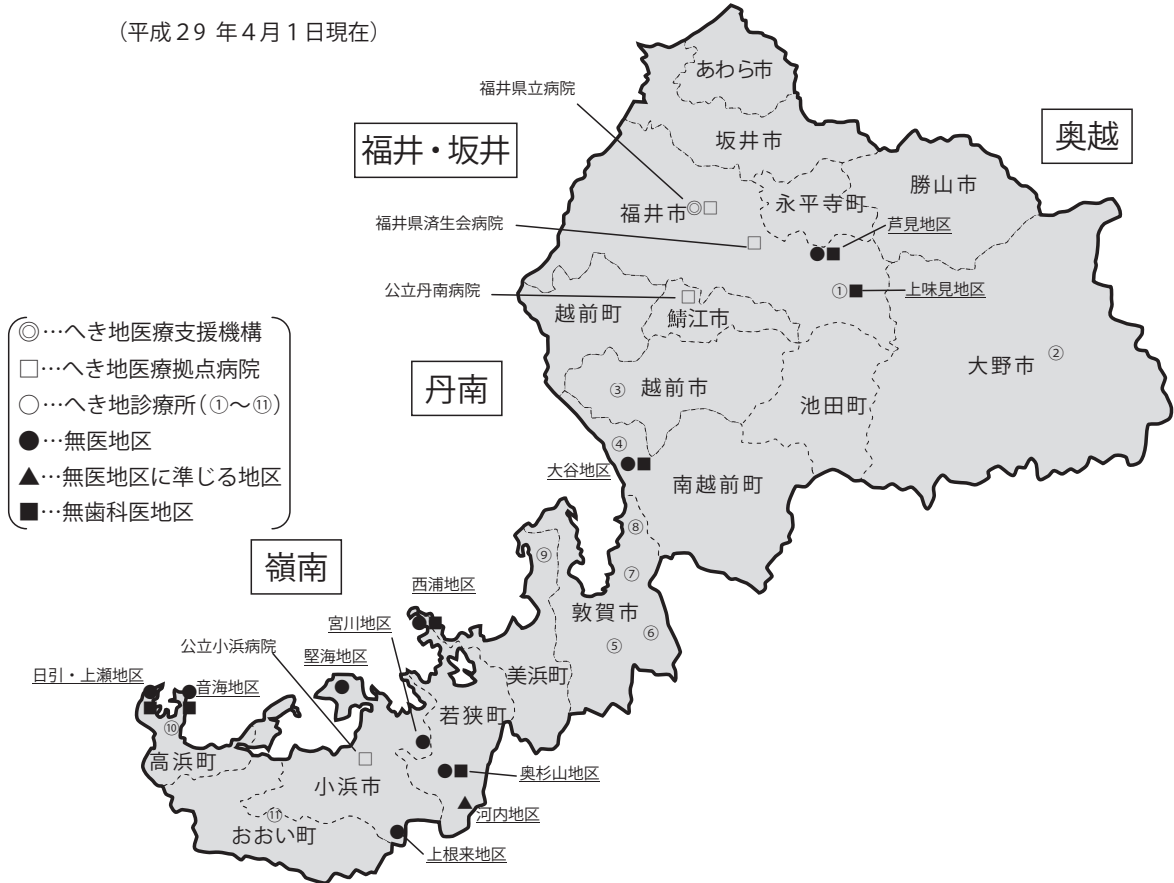 (平成29 年4月1日現在)
あわら市
福井県立病院
福井・坂井
坂井市
奥越
勝山市
福井市◎□
永平寺町
福井県済生会病院
□
芦見地区
●■
公立丹南病院
①■
上味見地区
越前町
□
鯖江市
◎…へき地医療支援機構
□…へき地医療拠点病院
○…へき地診療所(①~⑪)
●…無医地区
▲…無医地区に準じる地区
■…無歯科医地区
丹南
③
越前市
池田町
大野市
②
④
●■
大谷地区
南越前町
嶺南
⑧
⑨
⑦
西浦地区
●■
敦賀市
⑥
⑤
宮川地区
公立小浜病院
堅海地区
美浜町
日引・上瀬地区
音海地区
若狭町
⑩
高浜町
□
小浜市
●■
奥杉山地区
▲
河内地区
⑪
おおい町
上根来地区